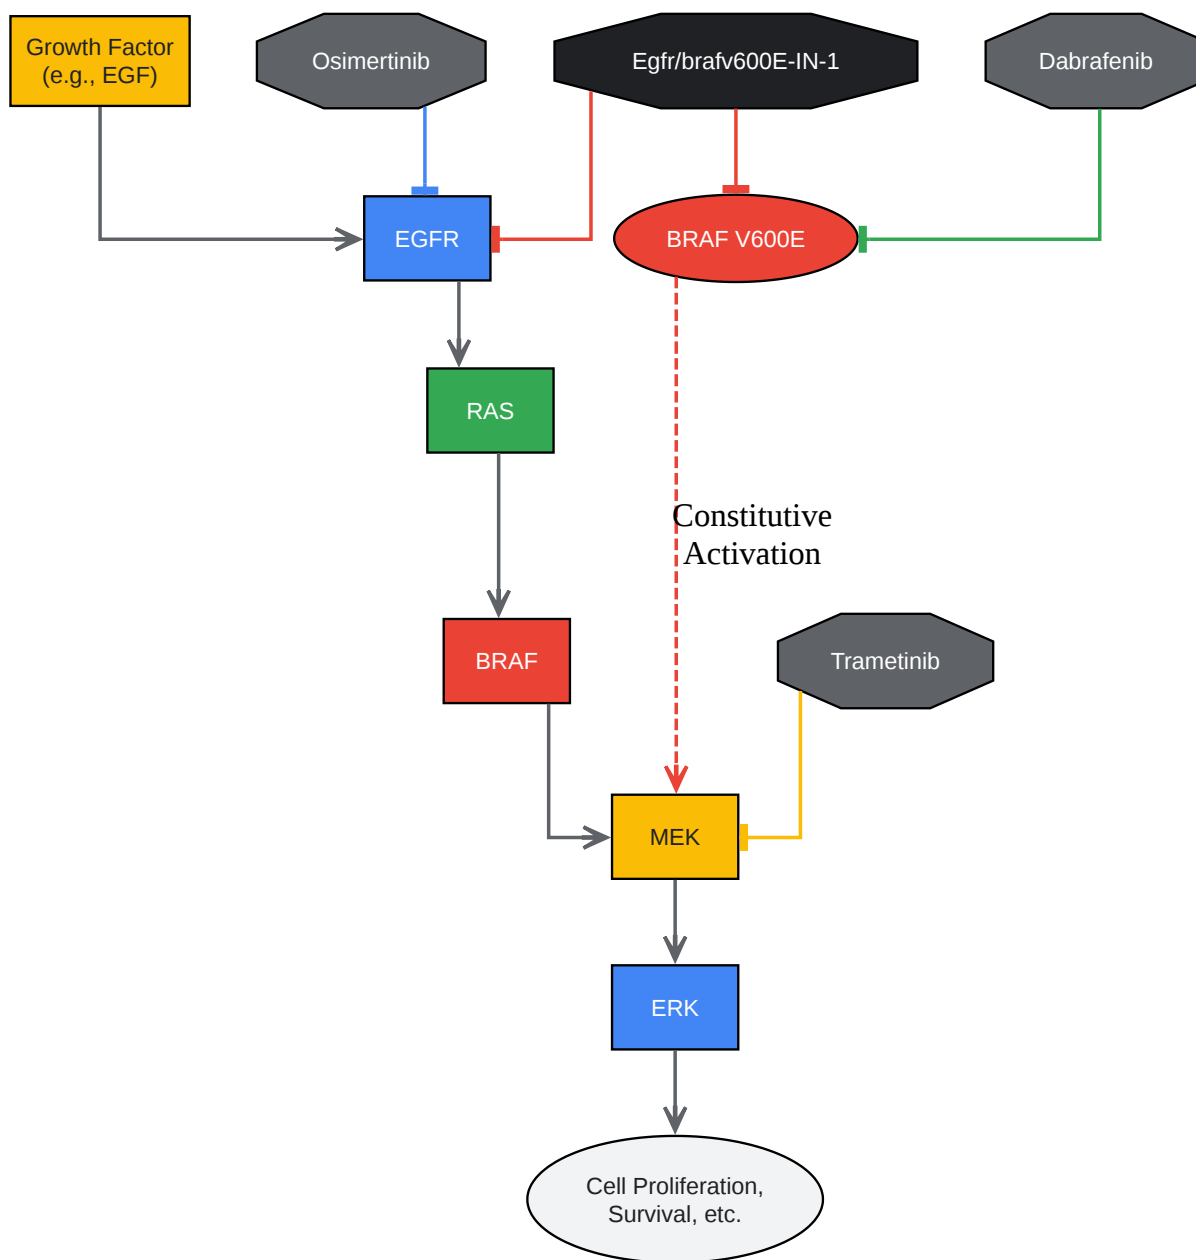 Growth Factor
(e.g., EGF)
Osimertinib
Egfr/brafv600E-IN-1
Dabrafenib
EGFR
BRAF V600E
RAS
Constitutive
Activation
BRAF
Trametinib
MEK
ERK
Cell Proliferation,
Survival, etc.